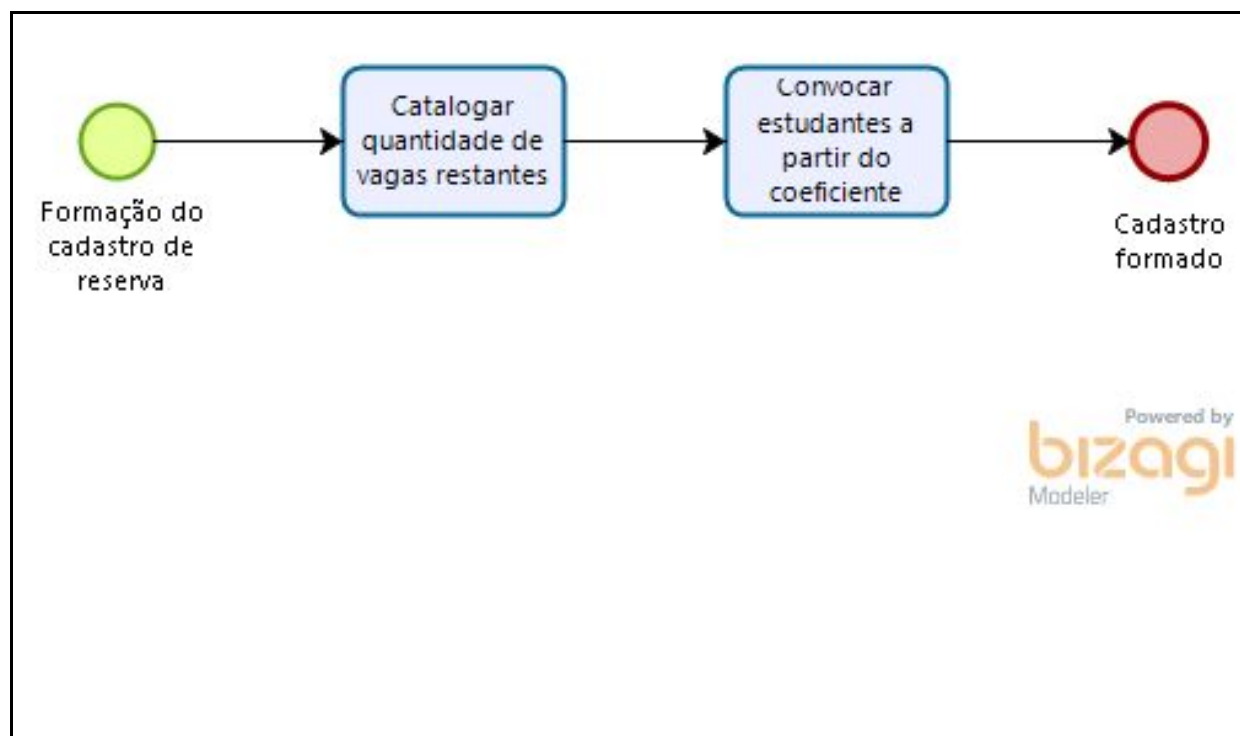 Catalogar
quantidade de
vagas restantes
Convocar
estudantes a
partir do
coeficiente
Formação do
cadastro de
reserva
Cadastro
formado
Powered by
bizagi
Modeler